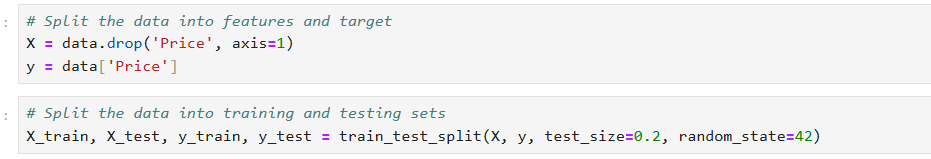 : # Split the data into features and target
X = data.drop('Price', axis=1)
y = data['Price']
: # Split the data into training and testing sets
X_train, X_test, y_train, y_test = train_test_split(X, y, test_size=0.2, random_state=42)